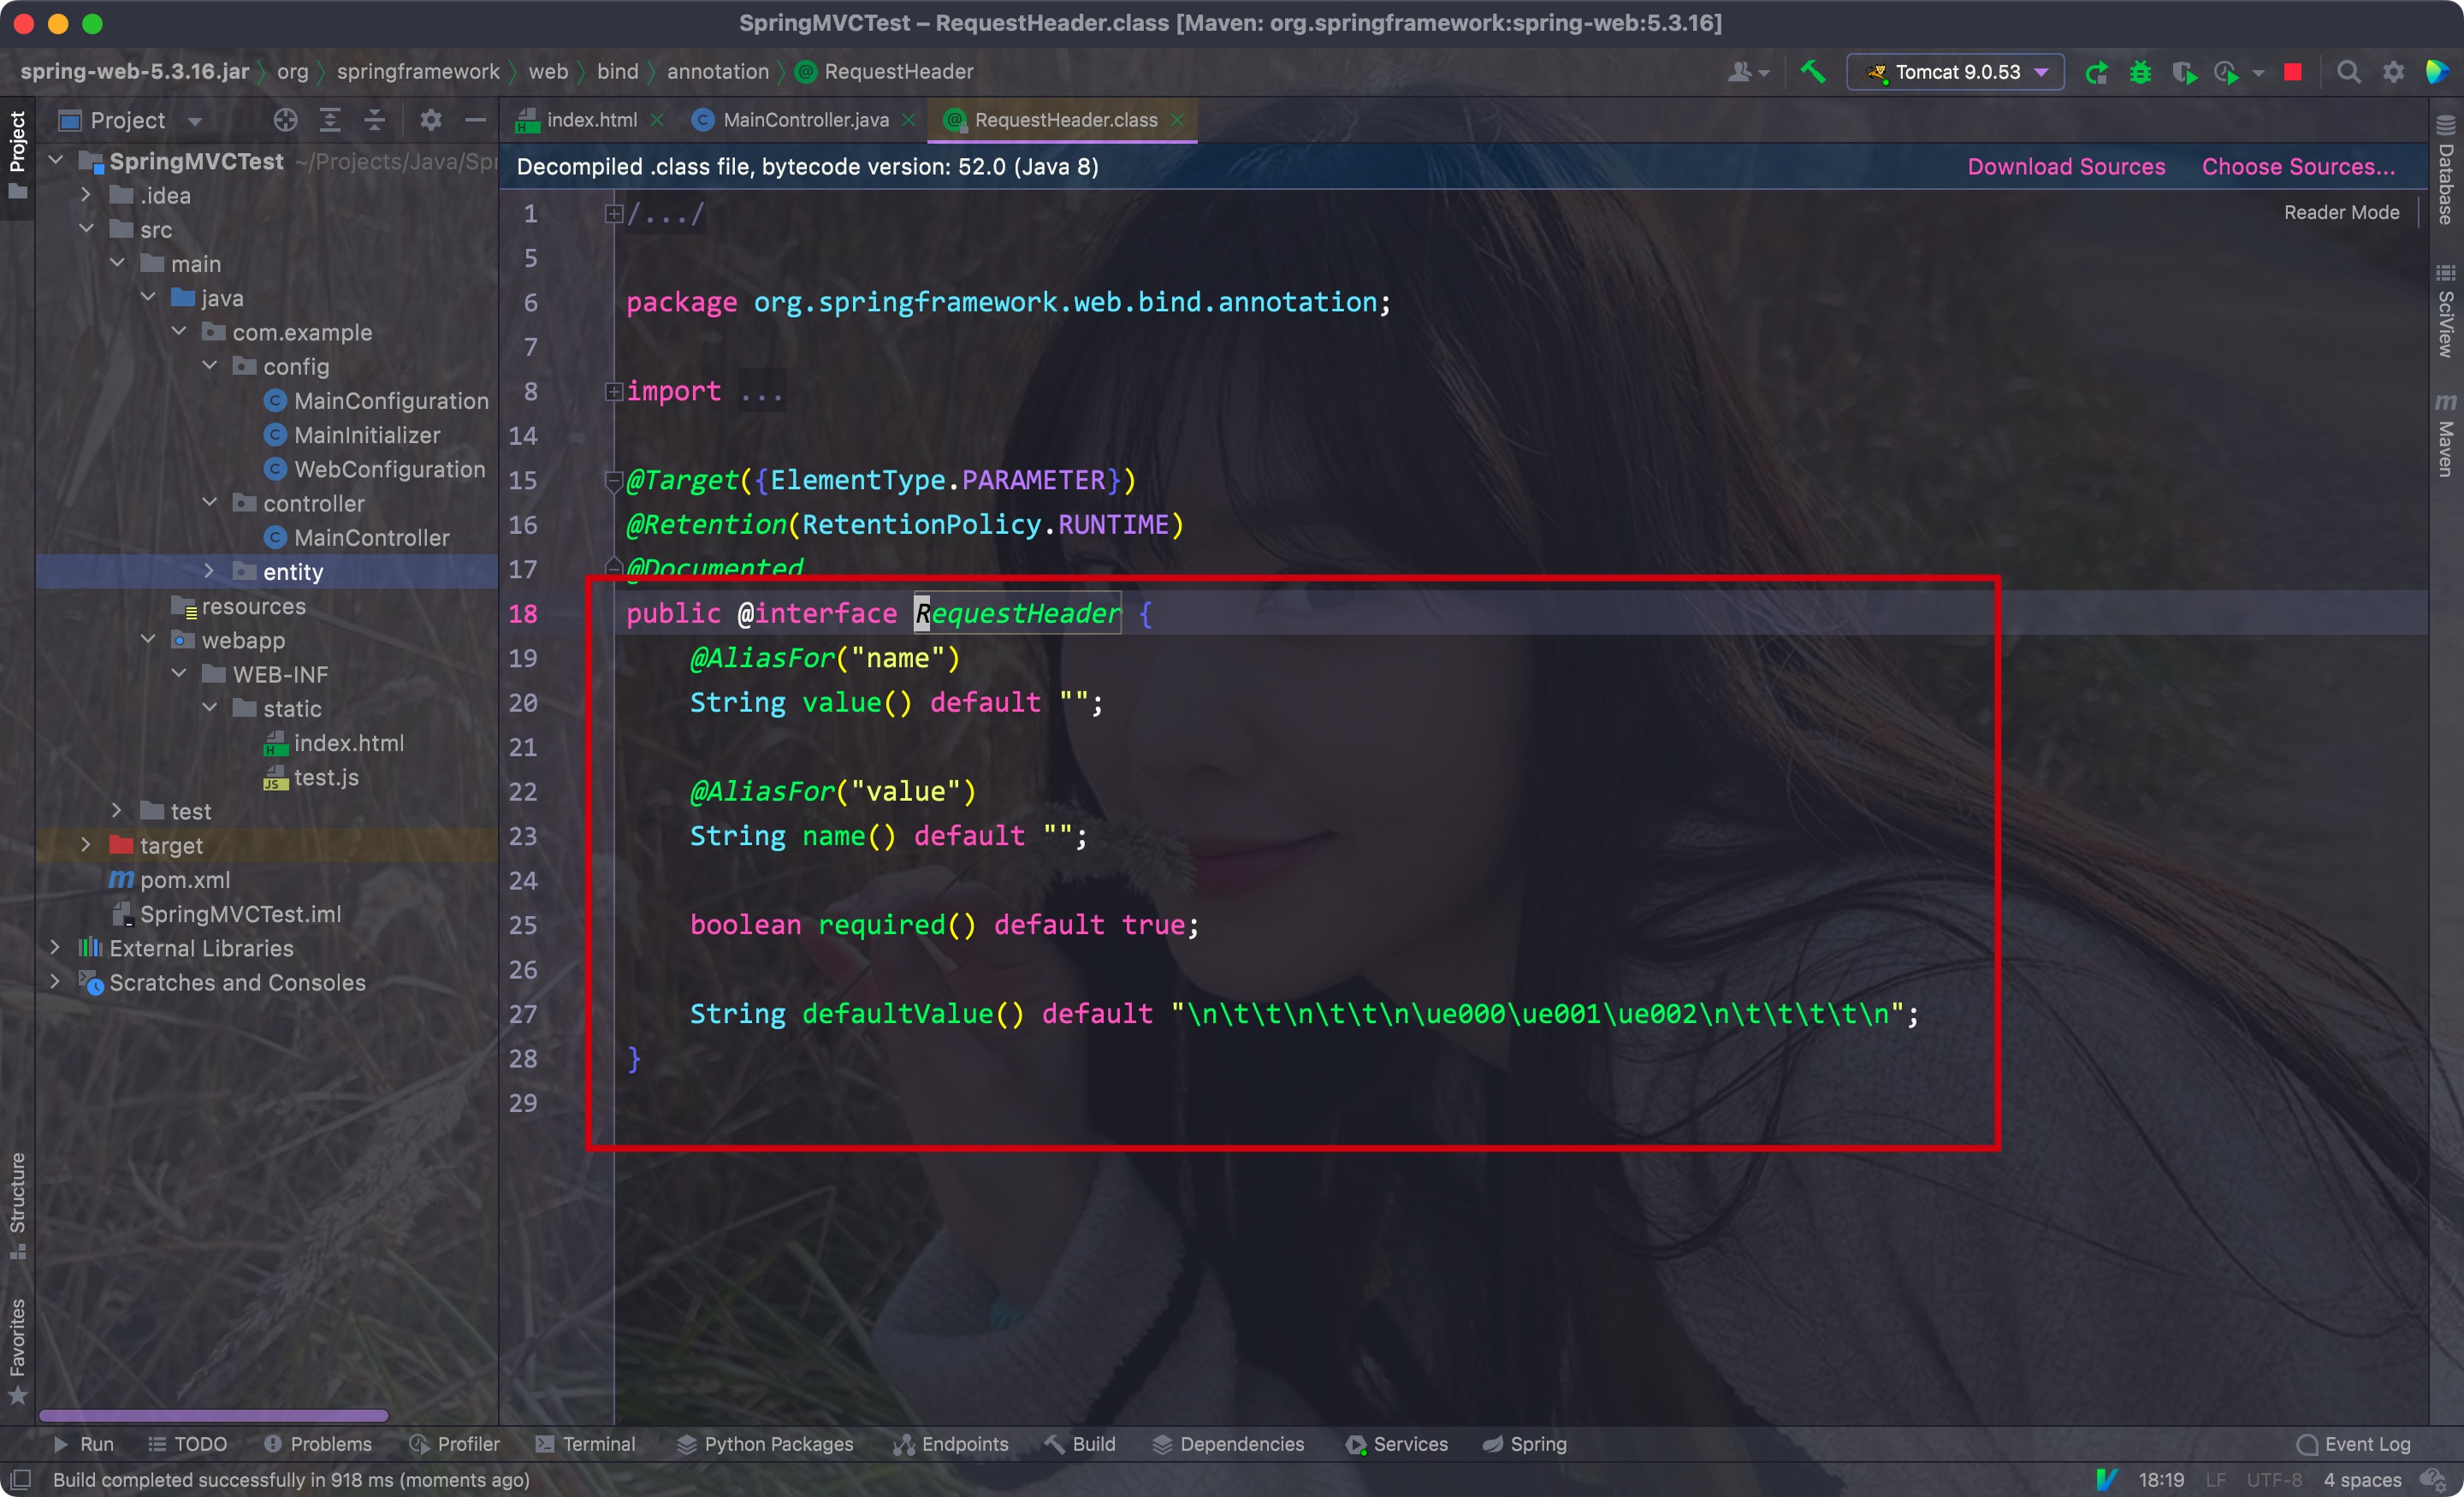 SpringMVCTest – RequestHeader.class [Maven: org.springframework:spring-web:5.3.16]
spring-web-5.3.16.jar org springframework web bind annotation RequestHeader
Tomcat 9.0.53
Project
Project
index.html
MainController.java
RequestHeader.class
Decompiled .class file, bytecode version: 52.0 (Java 8)
Download Sources
Choose Sources...
Reader Mode
SpringMVCTest ~/Projects/Java/Spr
.idea
src
main
java
com.example
config
MainConfiguration
MainInitializer
WebConfiguration
controller
MainController
entity
resources
webapp
WEB-INF
static
index.html
test.js
test
target
pom.xml
SpringMVCTest.iml
External Libraries
Scratches and Consoles
1 /.../
5
6 package org.springframework.web.bind.annotation;
7
8 import ...
14
15 @Target({ElementType.PARAMETER})
16 @Retention(RetentionPolicy.RUNTIME)
17 @Documented
18 public @interface RequestHeader {
19 @AliasFor("name")
20 String value() default "";
21
22 @AliasFor("value")
23 String name() default "";
24
25 boolean required() default true;
26
27 String defaultValue() default "\n\t\t\n\t\t\n\ue000\ue001\ue002\n\t\t\t\t\n";
28 }
29
Database
SciView
Maven
Structure
Favorites
Run
TODO
Problems
Profiler
Terminal
Python Packages
Endpoints
Build
Dependencies
Services
Spring
Event Log
Build completed successfully in 918 ms (moments ago)
18:19 LF UTF-8 4 spaces